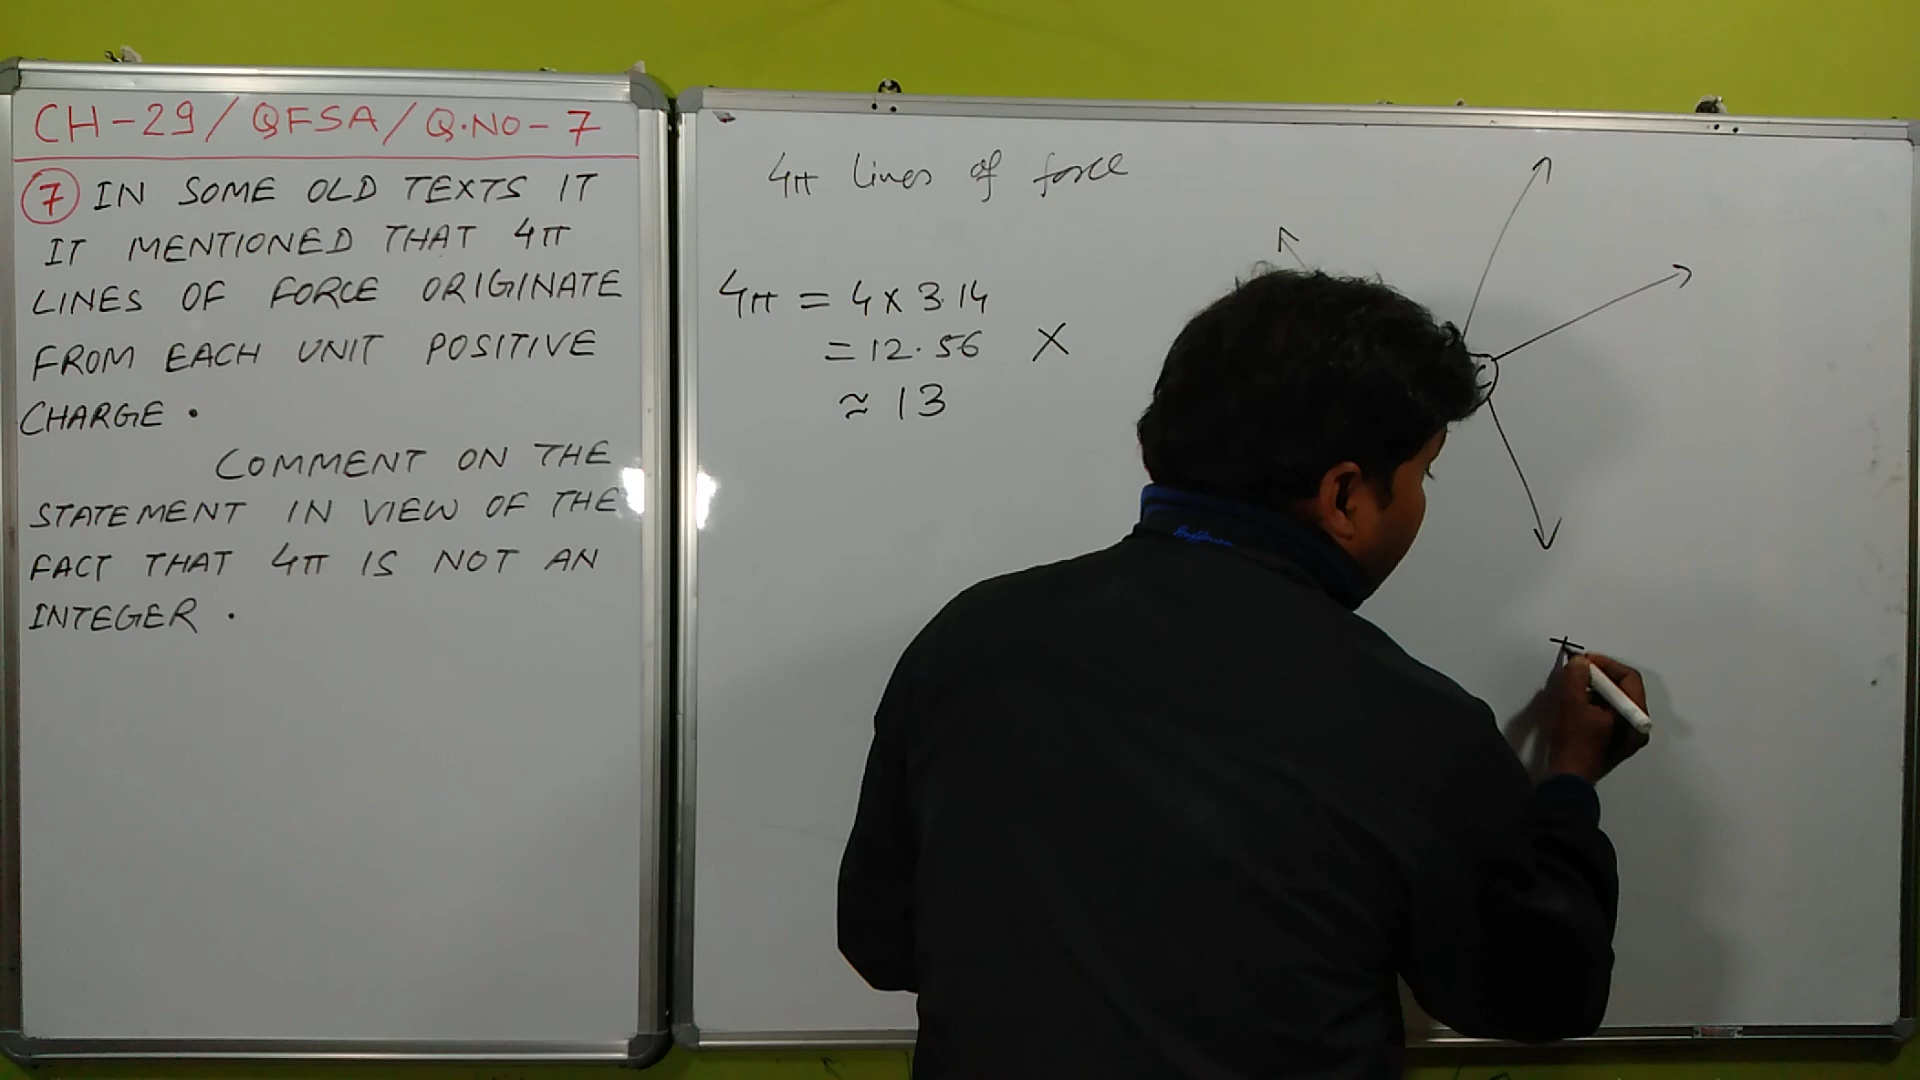 CH-29/QFSA/Q.NO-7
7 IN SOME OLD TEXTS IT
IT MENTIONED THAT 4π
LINES OF FORCE ORIGINATE
FROM EACH UNIT POSITIVE
CHARGE.
COMMENT ON THE
STATEMENT IN VIEW OF THE
FACT THAT 4π IS NOT AN
INTEGER.
4π lines of force
4π = 4 x 3.14
= 12.56 X
≈ 13